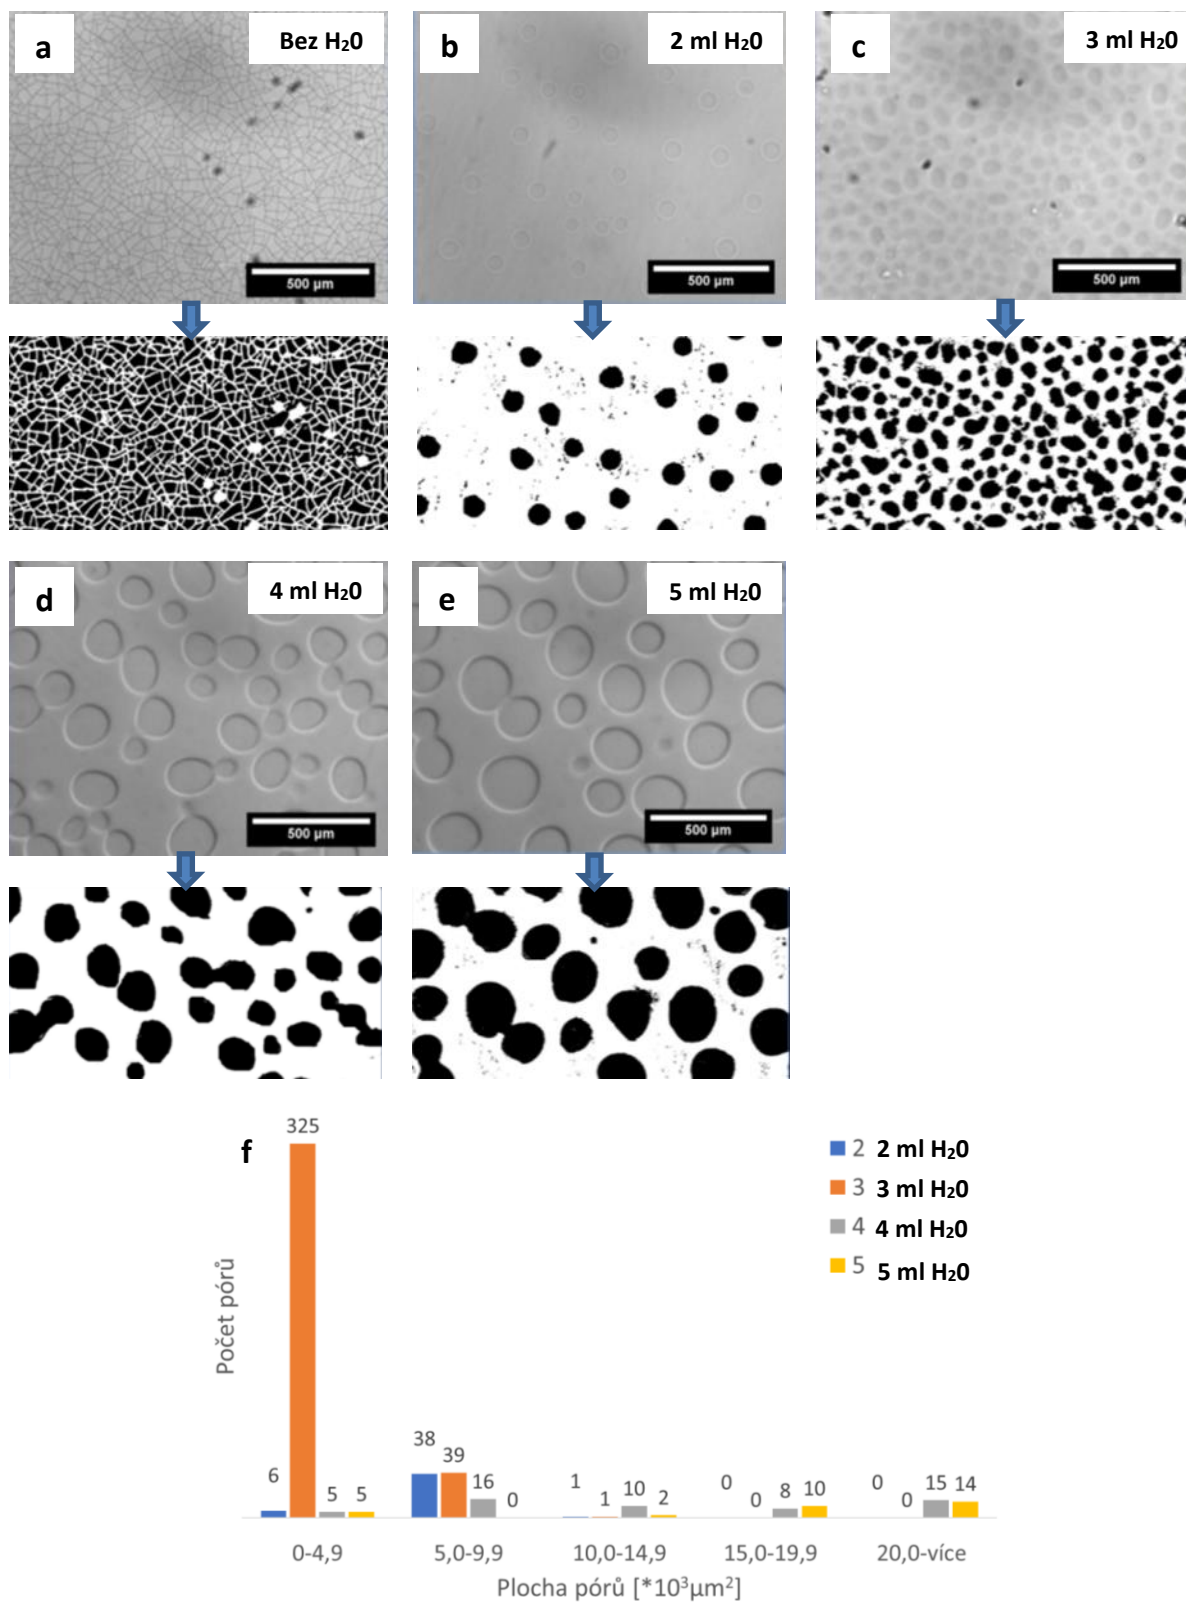 a
Bez H₂0
b
2 ml H₂0
c
3 ml H₂0
500 µm
500 µm
500 µm
d
4 ml H₂0
e
5 ml H₂0
500 µm
500 µm
f
325
2 2 ml H₂0
3 3 ml H₂0
4 4 ml H₂0
5 5 ml H₂0
Počet pórů
6 5 5
38 39 16 0
1 1 10 2
0 0 8 10
0 0 15 14
0-4,9 5,0-9,9 10,0-14,9 15,0-19,9 20,0-více
Plocha pórů [*10³µm²]